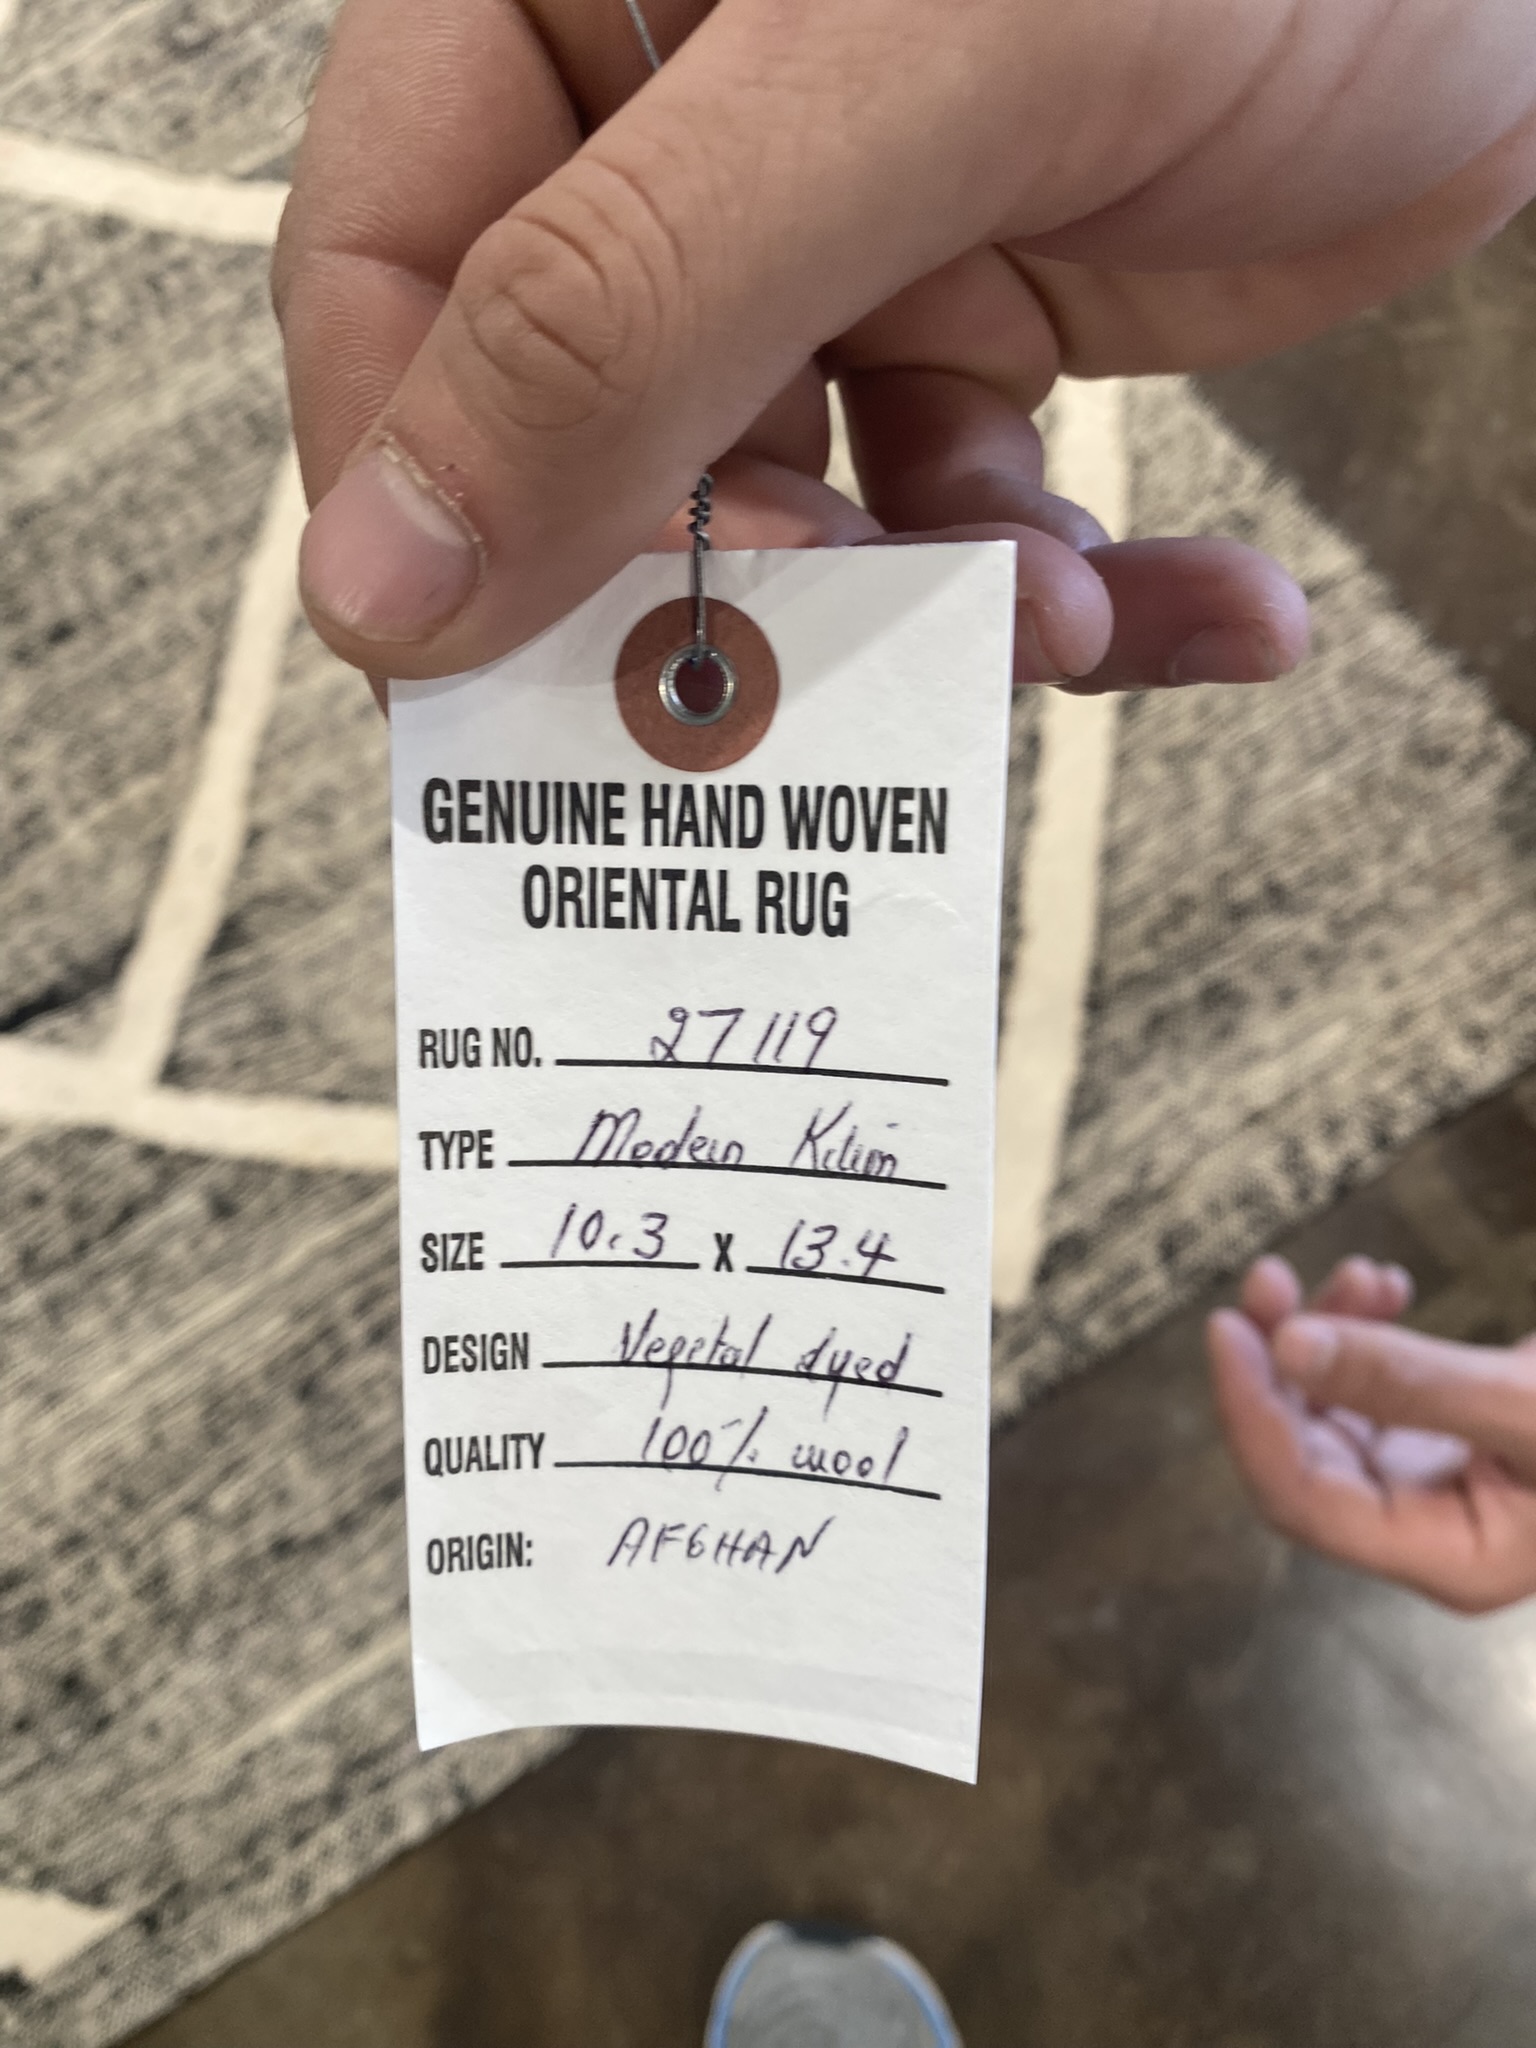 GENUINE HAND WOVEN
ORIENTAL RUG
RUG NO. 27119
TYPE Modern Kilim
SIZE 10.3 X 13.4
DESIGN Vegetal dyed
QUALITY 100% wool
ORIGIN: AFGHAN